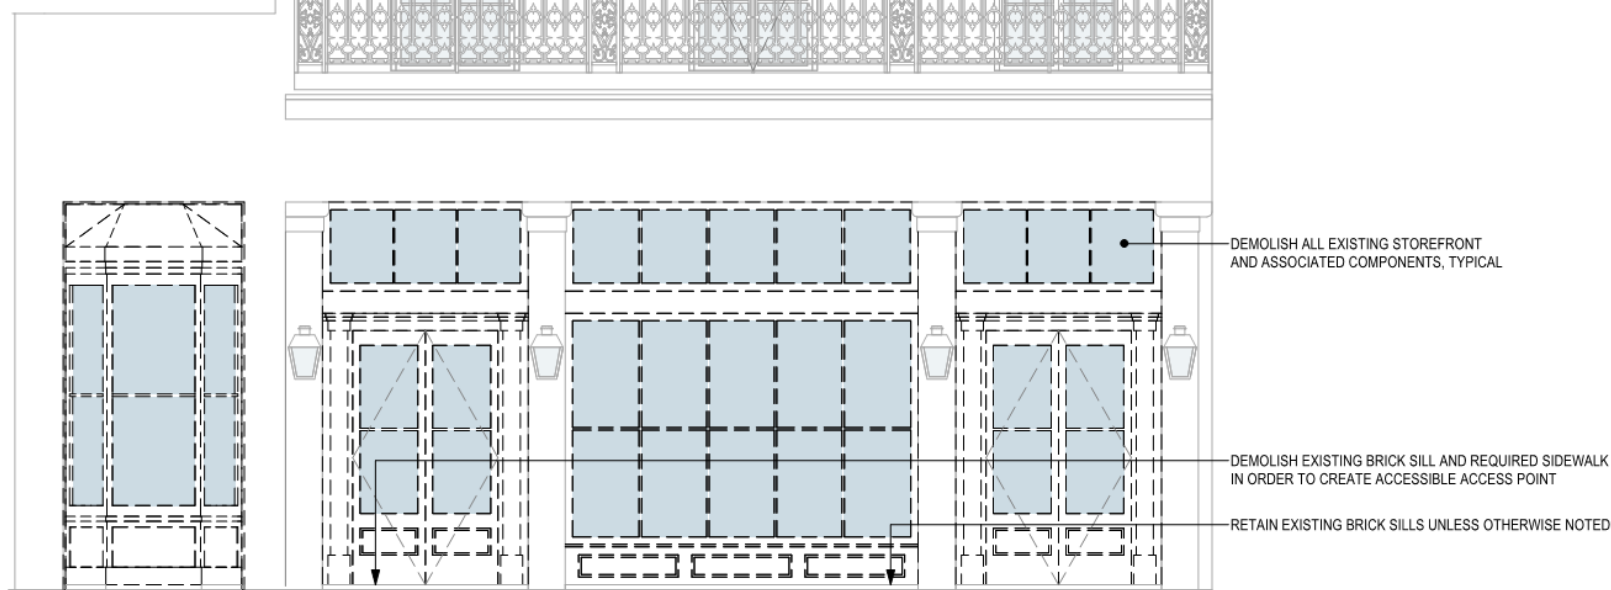 DEMOLISH ALL EXISTING STOREFRONT
AND ASSOCIATED COMPONENTS, TYPICAL
DEMOLISH EXISTING BRICK SILL AND REQUIRED SIDEWALK
IN ORDER TO CREATE ACCESSIBLE ACCESS POINT
RETAIN EXISTING BRICK SILLS UNLESS OTHERWISE NOTED